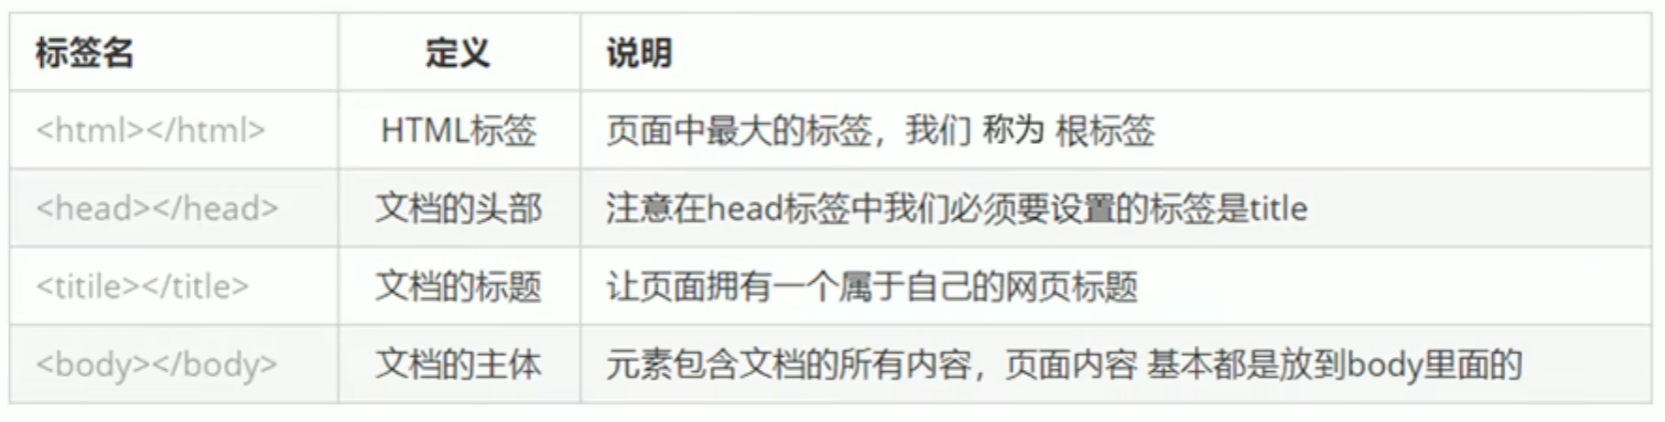 标签名 定义 说明
<html></html> HTML标签 页面中最大的标签，我们 称为 根标签
<head></head> 文档的头部 注意在head标签中我们必须要设置的标签是title
<titile></title> 文档的标题 让页面拥有一个属于自己的网页标题
<body></body> 文档的主体 元素包含文档的所有内容，页面内容 基本都是放到body里面的